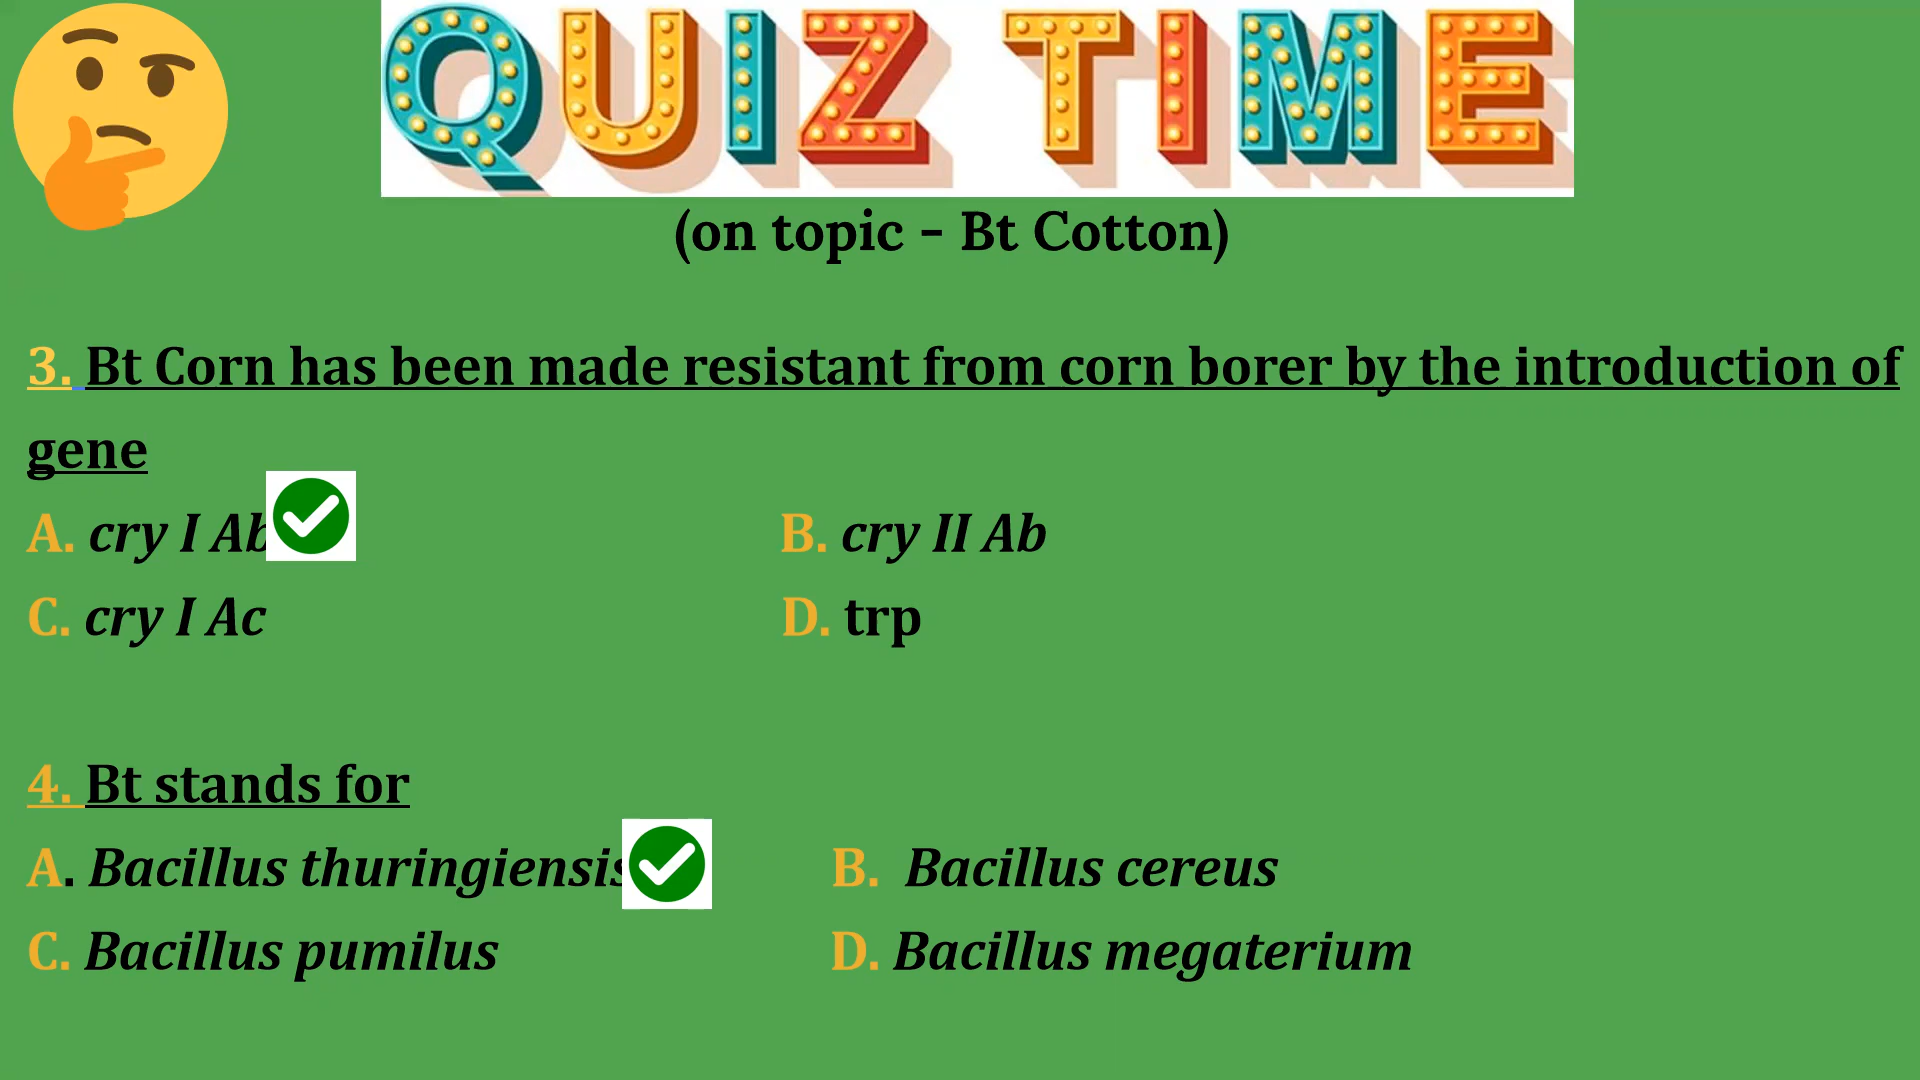 QUIZ TIME
(on topic - Bt Cotton)
3. Bt Corn has been made resistant from corn borer by the introduction of
gene
A. cry I Ab B. cry II Ab
C. cry I Ac D. trp
4. Bt stands for
A. Bacillus thuringiensis B. Bacillus cereus
C. Bacillus pumilus D. Bacillus megaterium